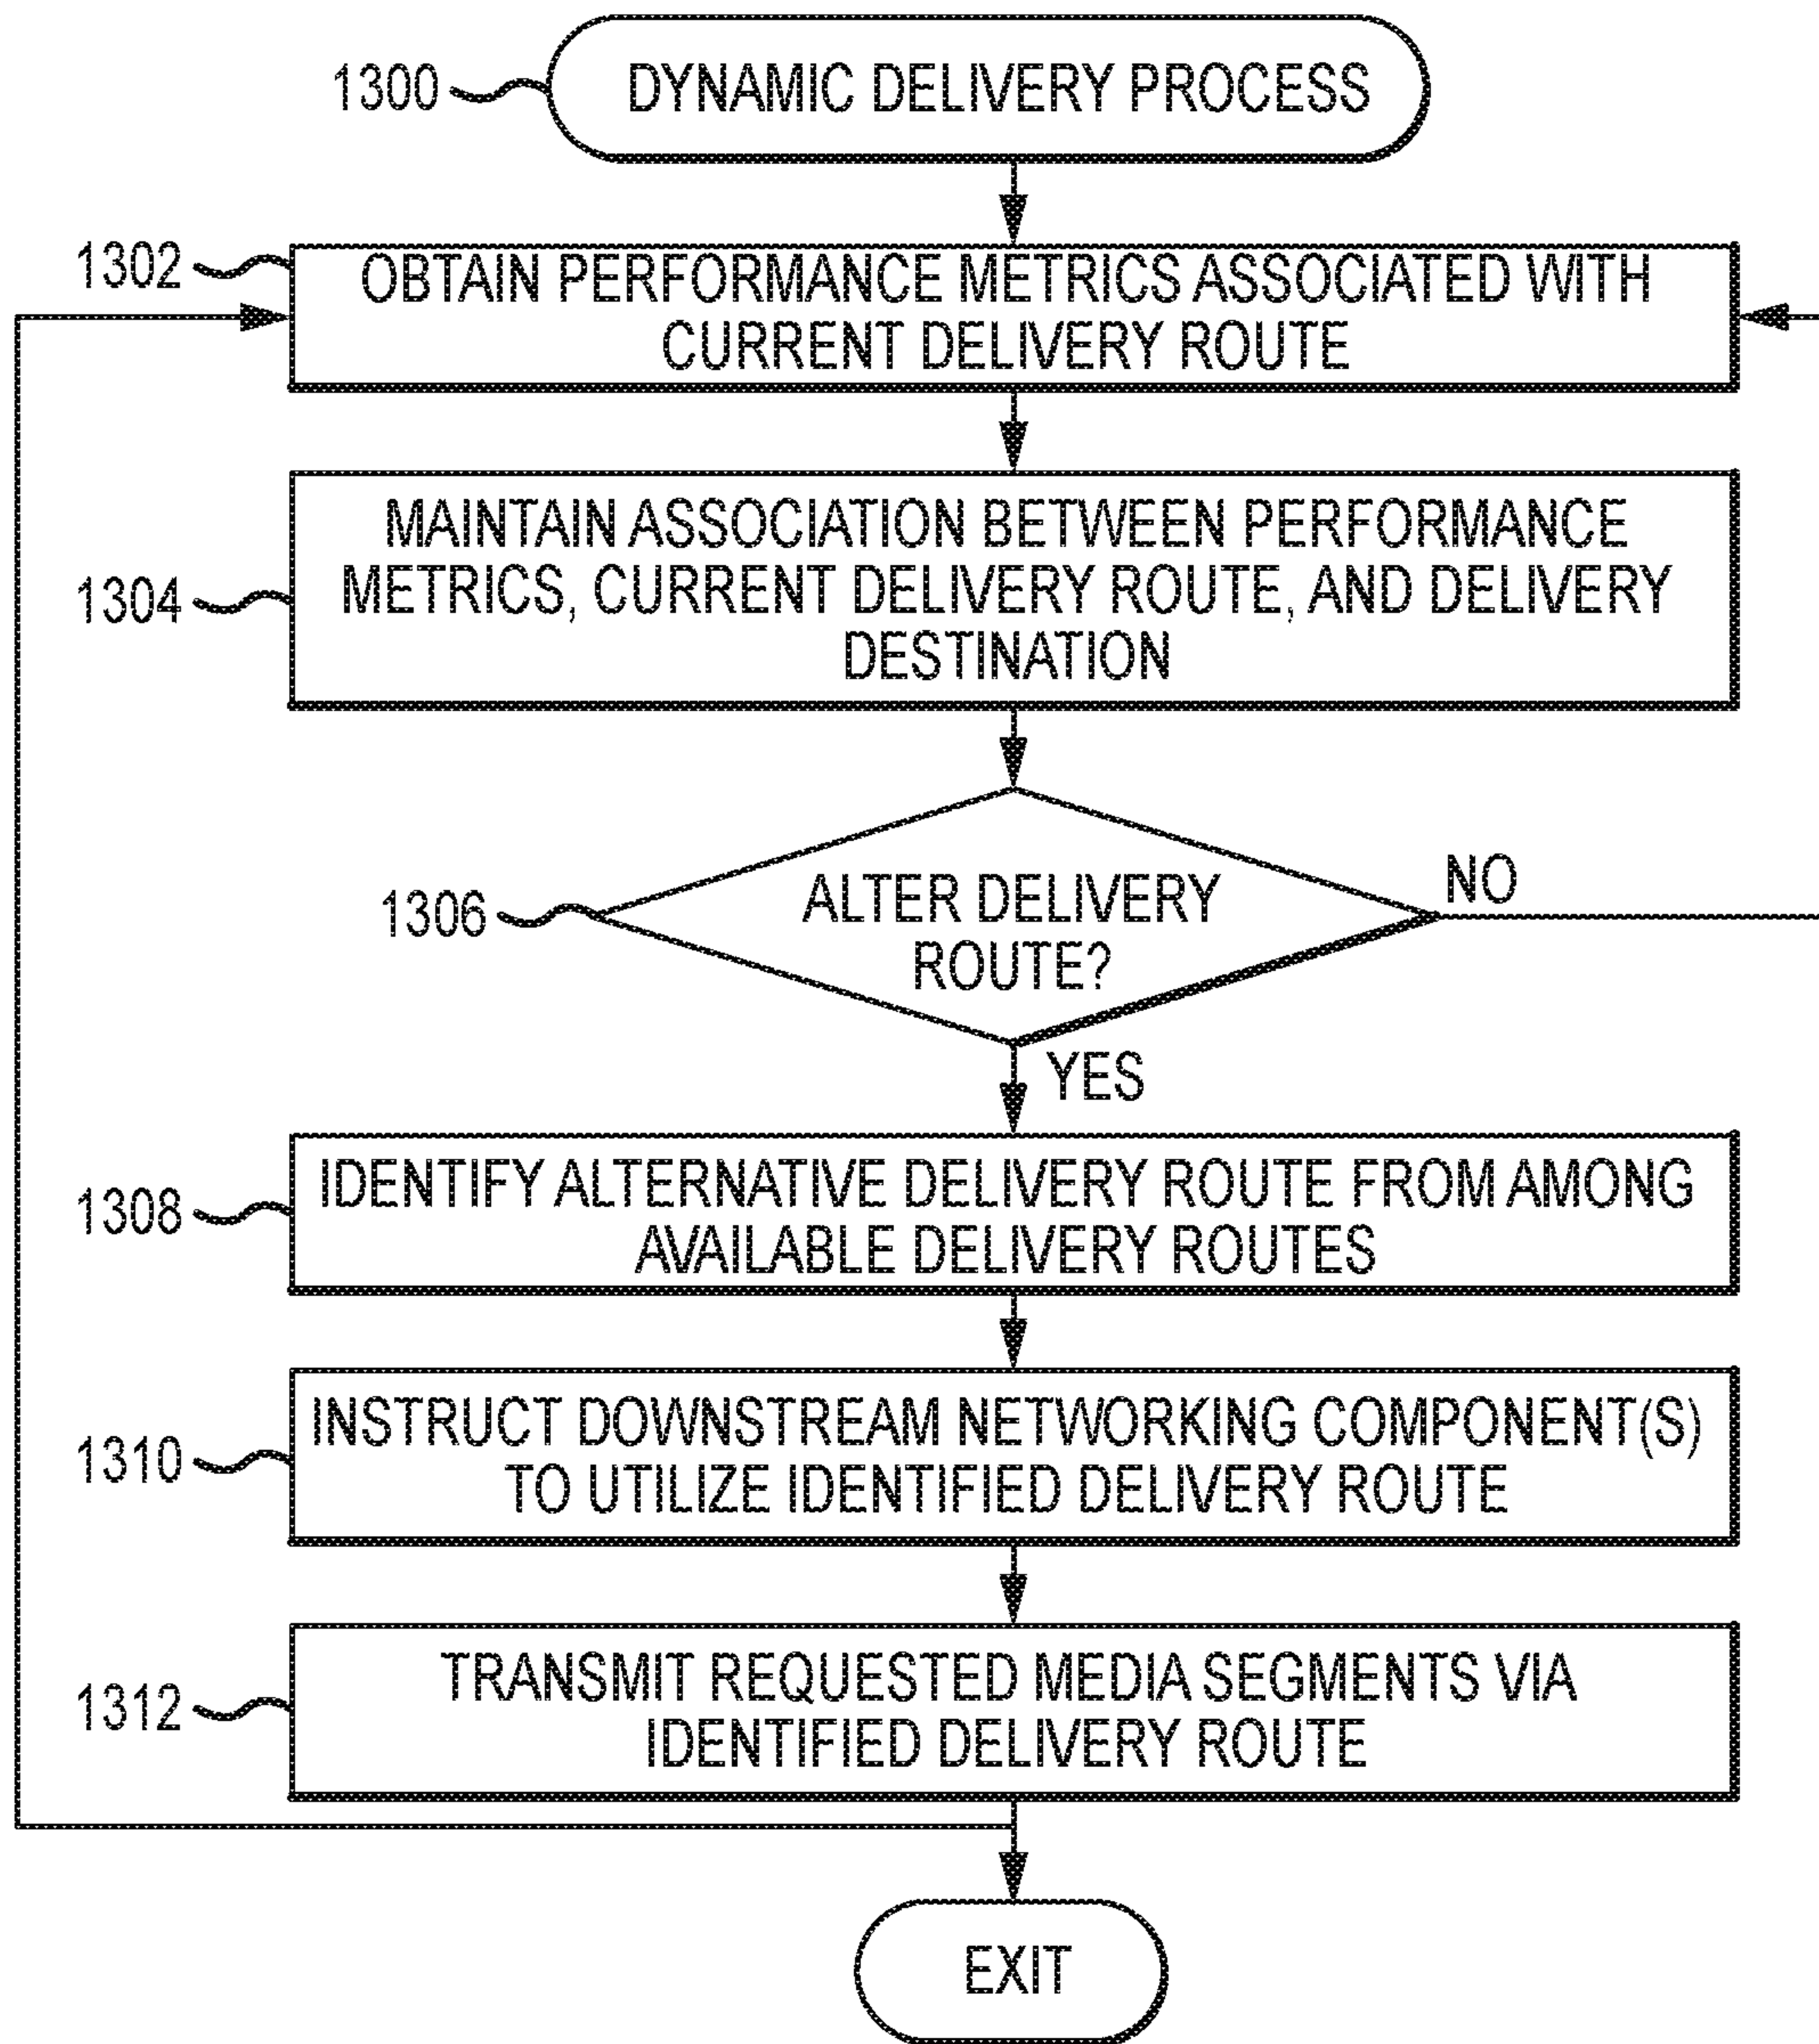 1300
DYNAMIC DELIVERY PROCESS
1302
OBTAIN PERFORMANCE METRICS ASSOCIATED WITH
CURRENT DELIVERY ROUTE
1304
MAINTAIN ASSOCIATION BETWEEN PERFORMANCE
METRICS, CURRENT DELIVERY ROUTE, AND DELIVERY
DESTINATION
1306
ALTER DELIVERY
ROUTE?
NO
YES
1308
IDENTIFY ALTERNATIVE DELIVERY ROUTE FROM AMONG
AVAILABLE DELIVERY ROUTES
1310
INSTRUCT DOWNSTREAM NETWORKING COMPONENT(S)
TO UTILIZE IDENTIFIED DELIVERY ROUTE
1312
TRANSMIT REQUESTED MEDIA SEGMENTS VIA
IDENTIFIED DELIVERY ROUTE
EXIT